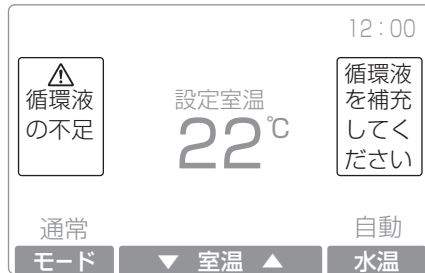 12:00
⚠
循環液
の不足
設定室温
22℃
循環液
を補充
してく
ださい
通常
自動
モード
▼ 室温 ▲
水温